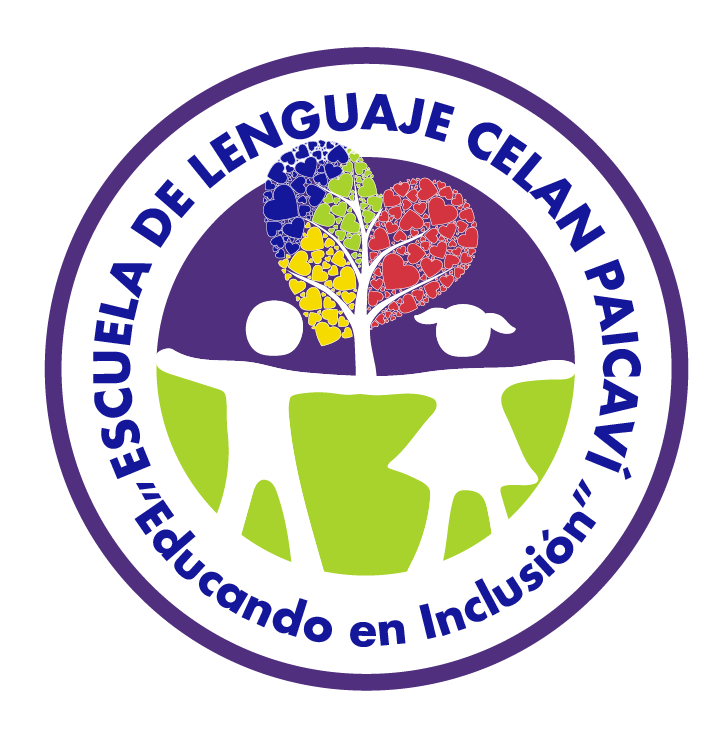 ESCUELA DE LENGUAJE CELAN PAICAVÍ
"Educando en Inclusión"